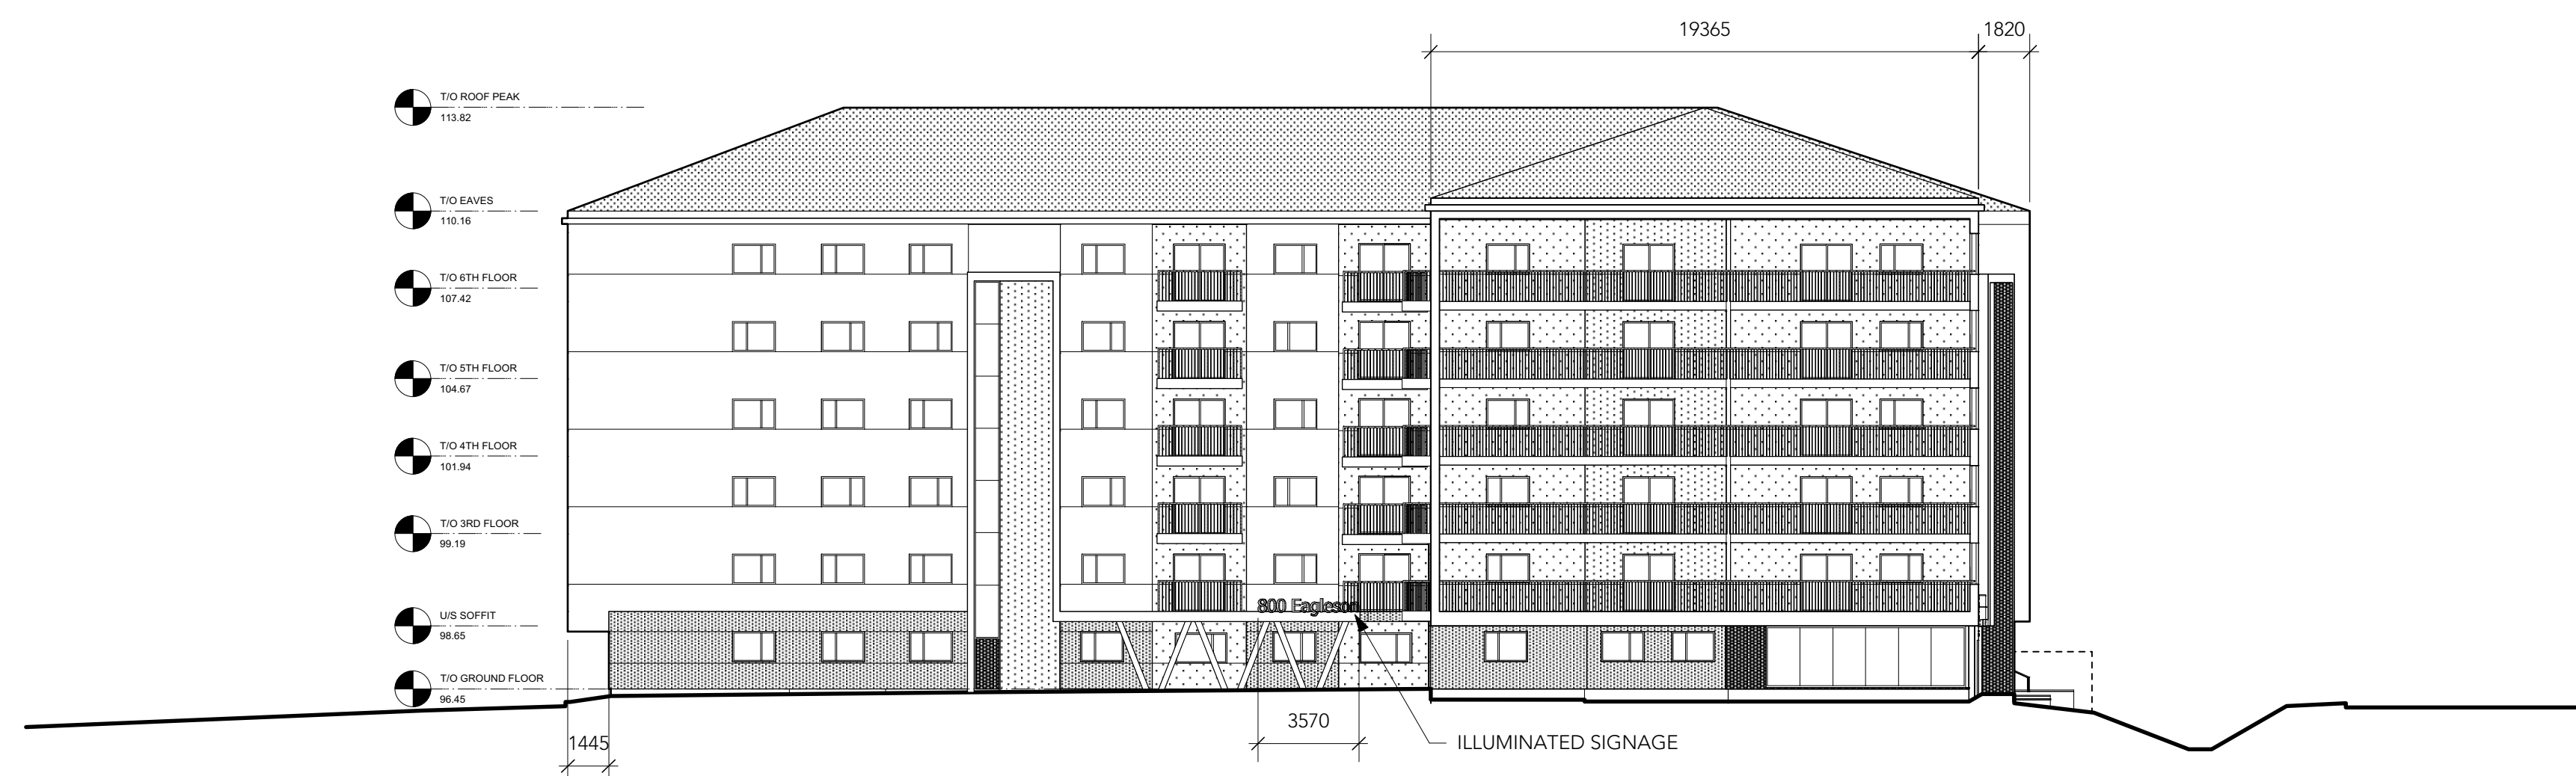 19365
1820
T/O ROOF PEAK
113.82
T/O EAVES
110.16
T/O 6TH FLOOR
107.42
T/O 5TH FLOOR
104.67
T/O 4TH FLOOR
101.94
T/O 3RD FLOOR
99.19
800 Eagleson
U/S SOFFIT
98.65
T/O GROUND FLOOR
96.45
3570
1445
ILLUMINATED SIGNAGE